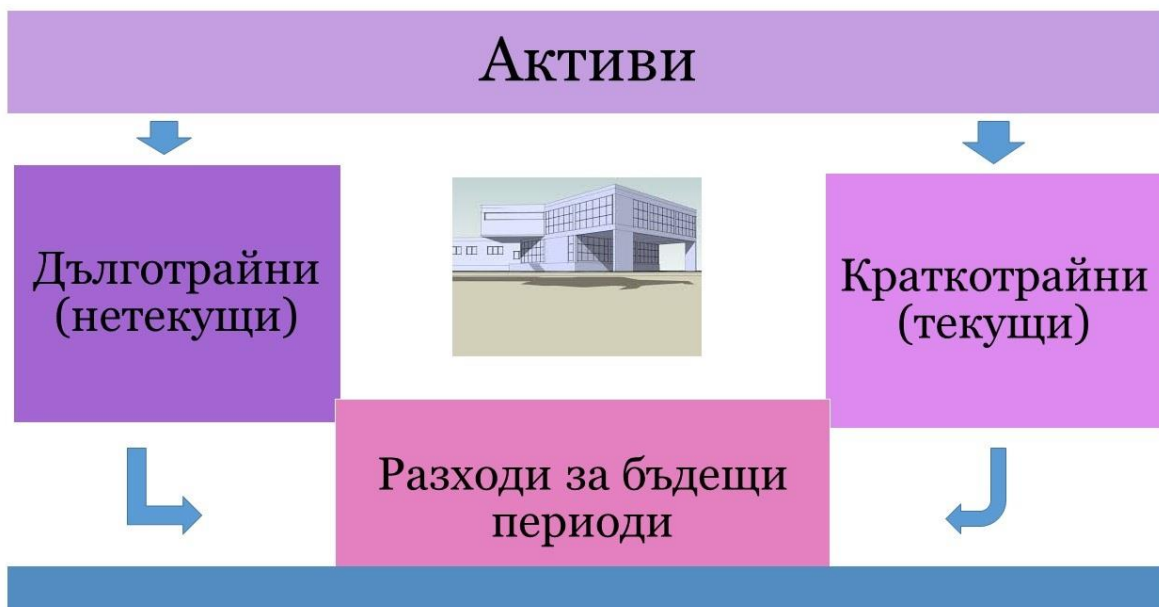 Активи
Дълготрайни
(нетекущи)
Краткотрайни
(текущи)
Разходи за бъдещи
периоди